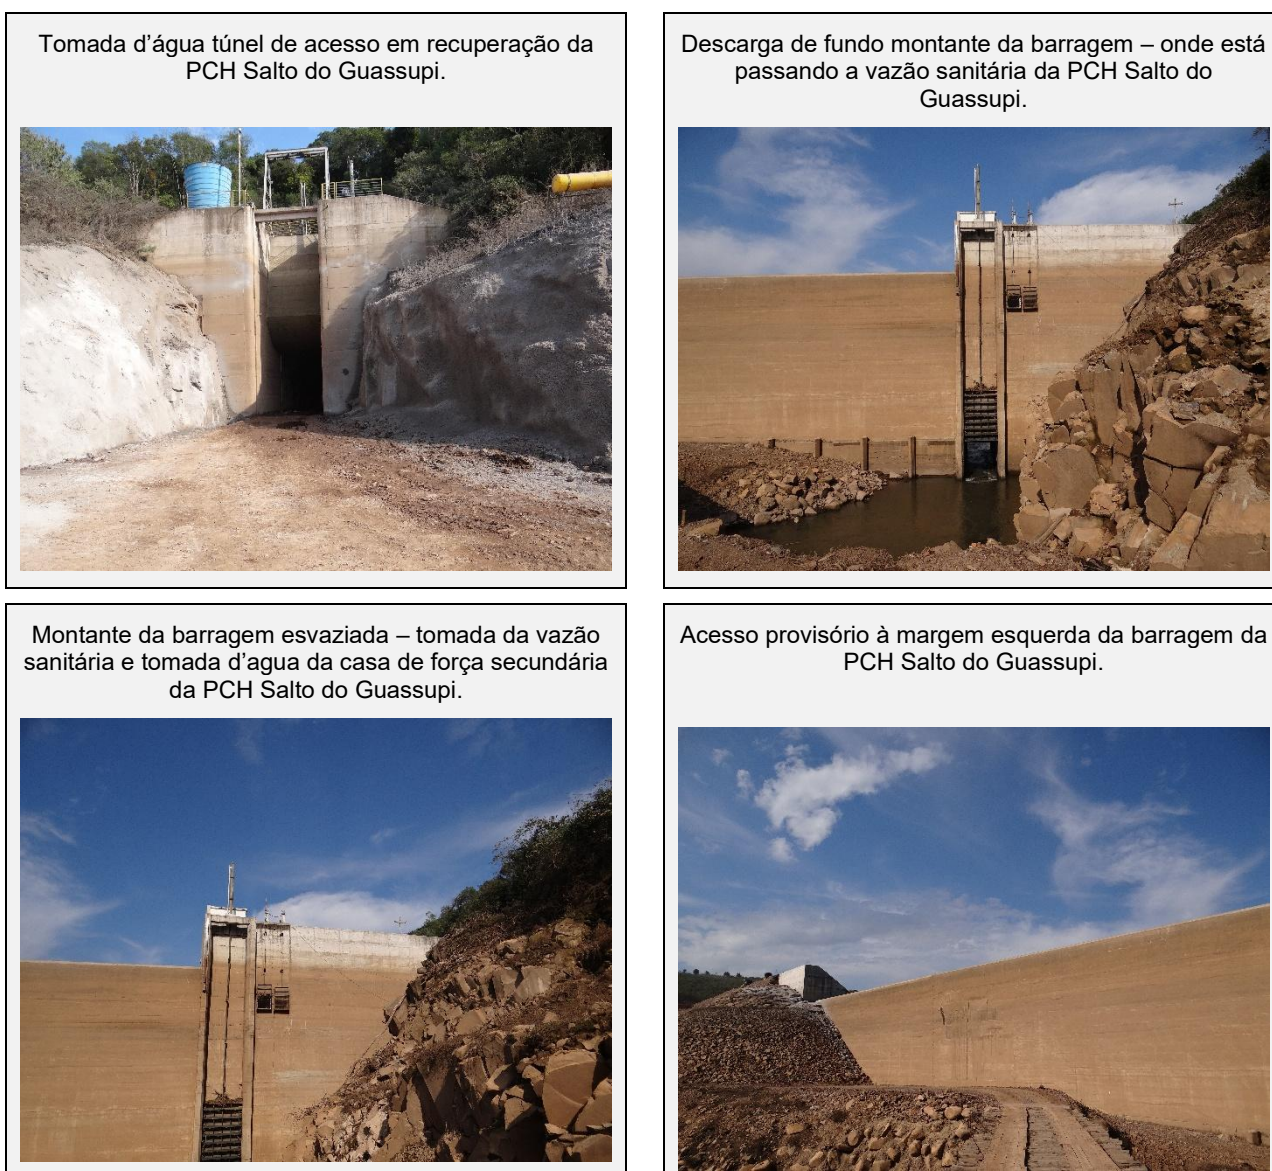 Tomada d’água túnel de acesso em recuperação da
PCH Salto do Guassupi.
Descarga de fundo montante da barragem – onde está
passando a vazão sanitária da PCH Salto do
Guassupi.
Montante da barragem esvaziada – tomada da vazão
sanitária e tomada d’agua da casa de força secundária
da PCH Salto do Guassupi.
Acesso provisório à margem esquerda da barragem da
PCH Salto do Guassupi.